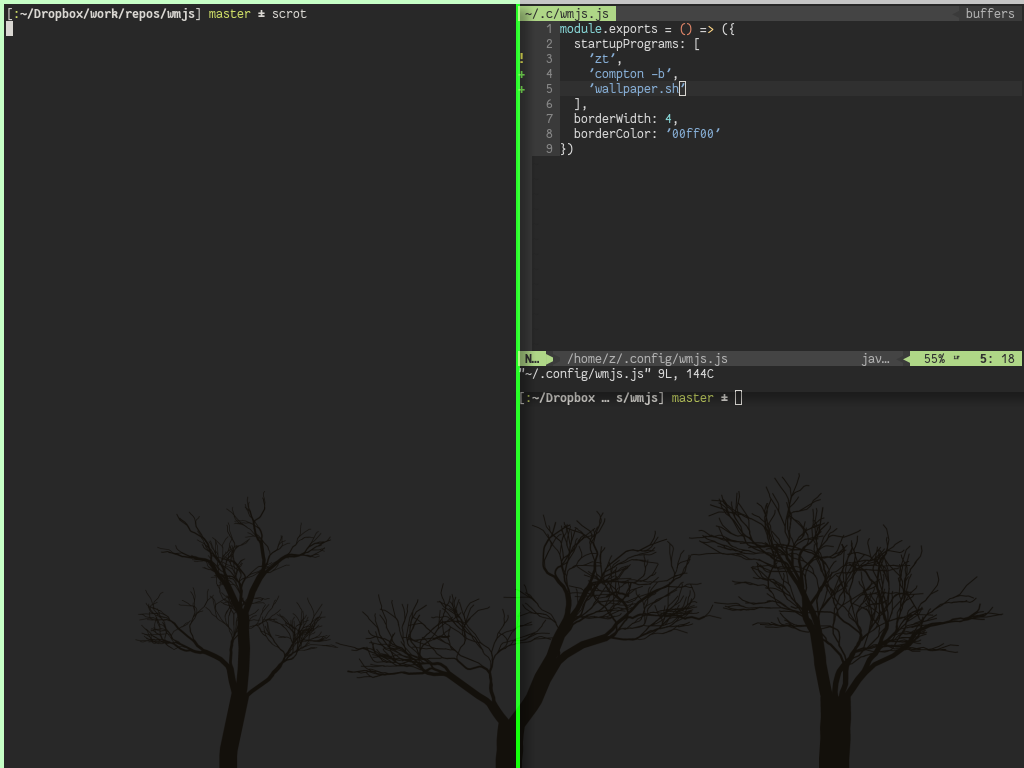 [:~/Dropbox/work/repos/wmjs] master ± scrot
~/.c/wmjs.js buffers
1 module.exports = () => ({
2 startupPrograms: [
! 3 'zt',
+ 4 'compton -b',
+ 5 'wallpaper.sh'
6 ],
7 borderWidth: 4,
8 borderColor: '00ff00'
9 })
N… /home/z/.config/wmjs.js jav… 55% LF 5: 18
"~/.config/wmjs.js" 9L, 144C
[:~/Dropbox … s/wmjs] master ±